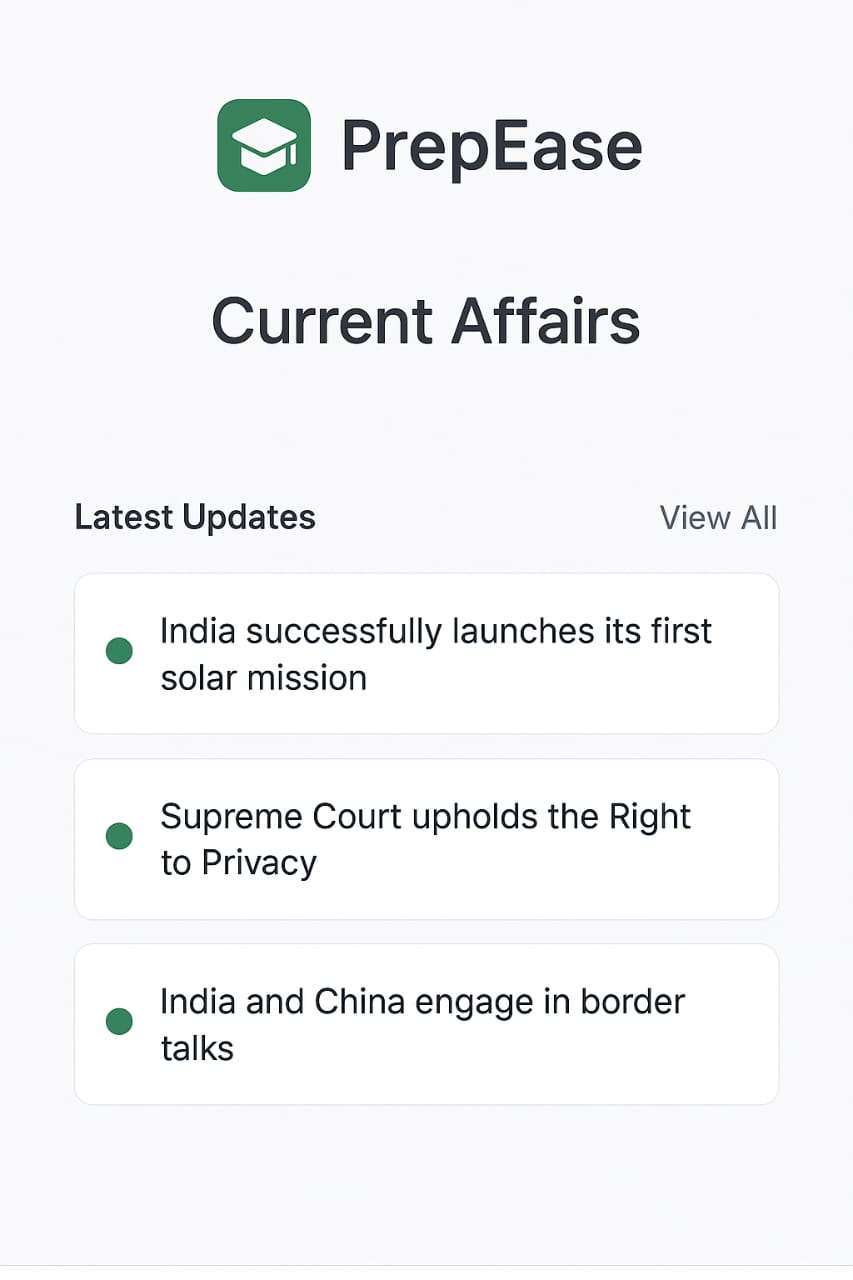 PrepEase
Current Affairs
Latest Updates
View All
India successfully launches its first
solar mission
Supreme Court upholds the Right
to Privacy
India and China engage in border
talks